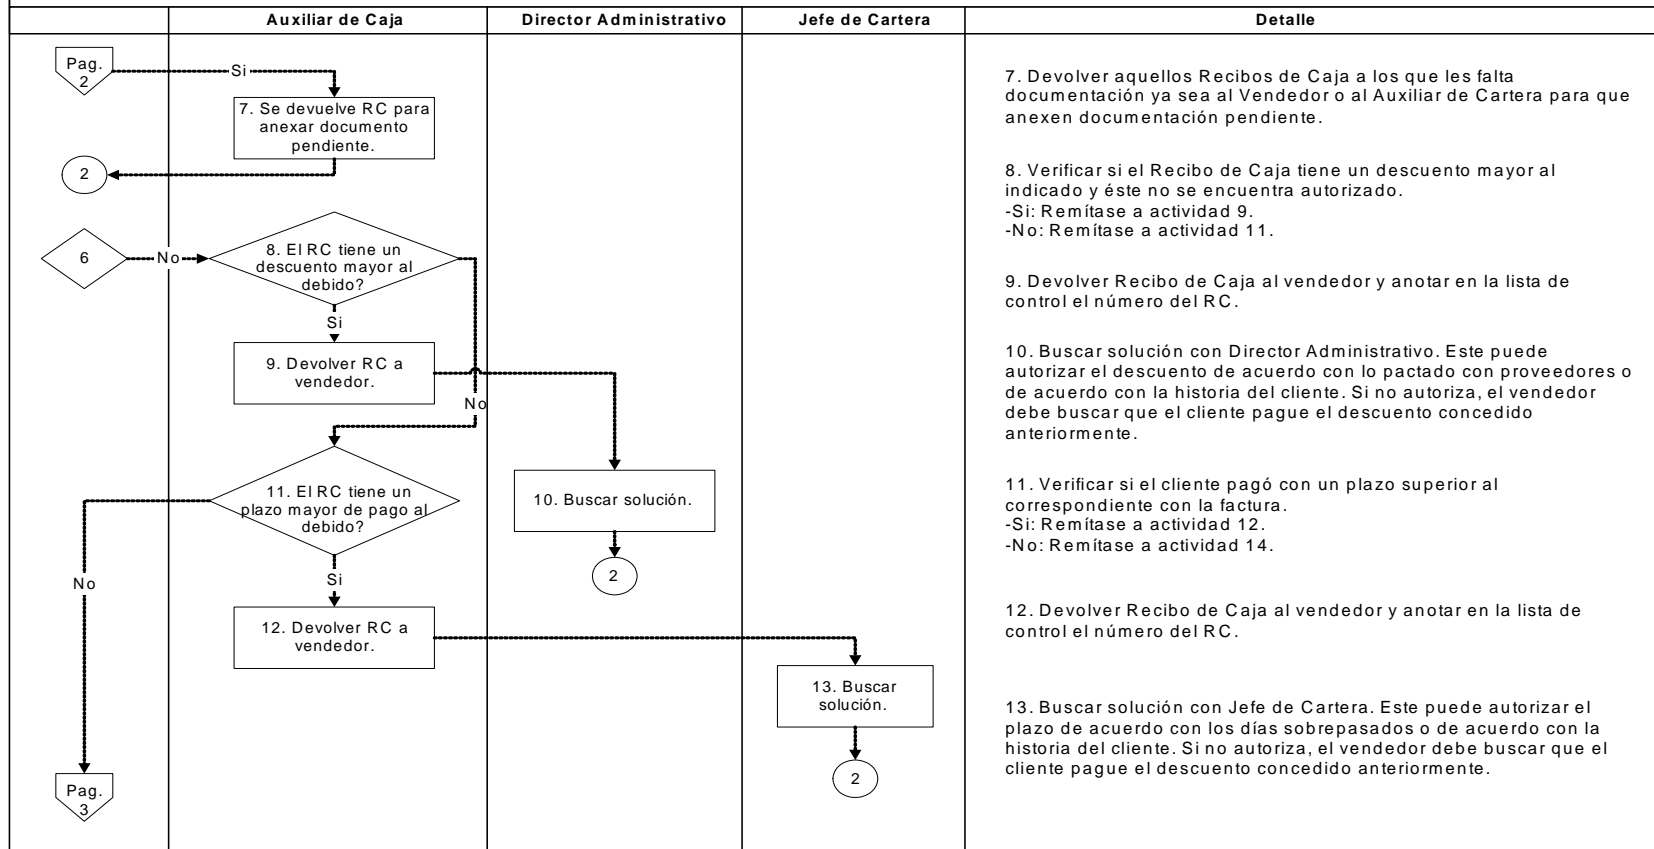 Auxiliar de Caja
Director Administrativo
Jefe de Cartera
Detalle
Pag.
2
Si
7. Se devuelve RC para
anexar documento
pendiente.
2
6
No
8. El RC tiene un
descuento mayor al
debido?
Si
9. Devolver RC a
vendedor.
No
11. El RC tiene un
plazo mayor de pago al
debido?
No
Si
10. Buscar solución.
2
12. Devolver RC a
vendedor.
13. Buscar
solución.
2
Pag.
3
7. Devolver aquellos Recibos de Caja a los que les falta
documentación ya sea al Vendedor o al Auxiliar de Cartera para que
anexen documentación pendiente.
8. Verificar si el Recibo de Caja tiene un descuento mayor al
indicado y éste no se encuentra autorizado.
-Si: Remítase a actividad 9.
-No: Remítase a actividad 11.
9. Devolver Recibo de Caja al vendedor y anotar en la lista de
control el número del RC.
10. Buscar solución con Director Administrativo. Este puede
autorizar el descuento de acuerdo con lo pactado con proveedores o
de acuerdo con la historia del cliente. Si no autoriza, el vendedor
debe buscar que el cliente pague el descuento concedido
anteriormente.
11. Verificar si el cliente pagó con un plazo superior al
correspondiente con la factura.
-Si: Remítase a actividad 12.
-No: Remítase a actividad 14.
12. Devolver Recibo de Caja al vendedor y anotar en la lista de
control el número del RC.
13. Buscar solución con Jefe de Cartera. Este puede autorizar el
plazo de acuerdo con los días sobrepasados o de acuerdo con la
historia del cliente. Si no autoriza, el vendedor debe buscar que el
cliente pague el descuento concedido anteriormente.